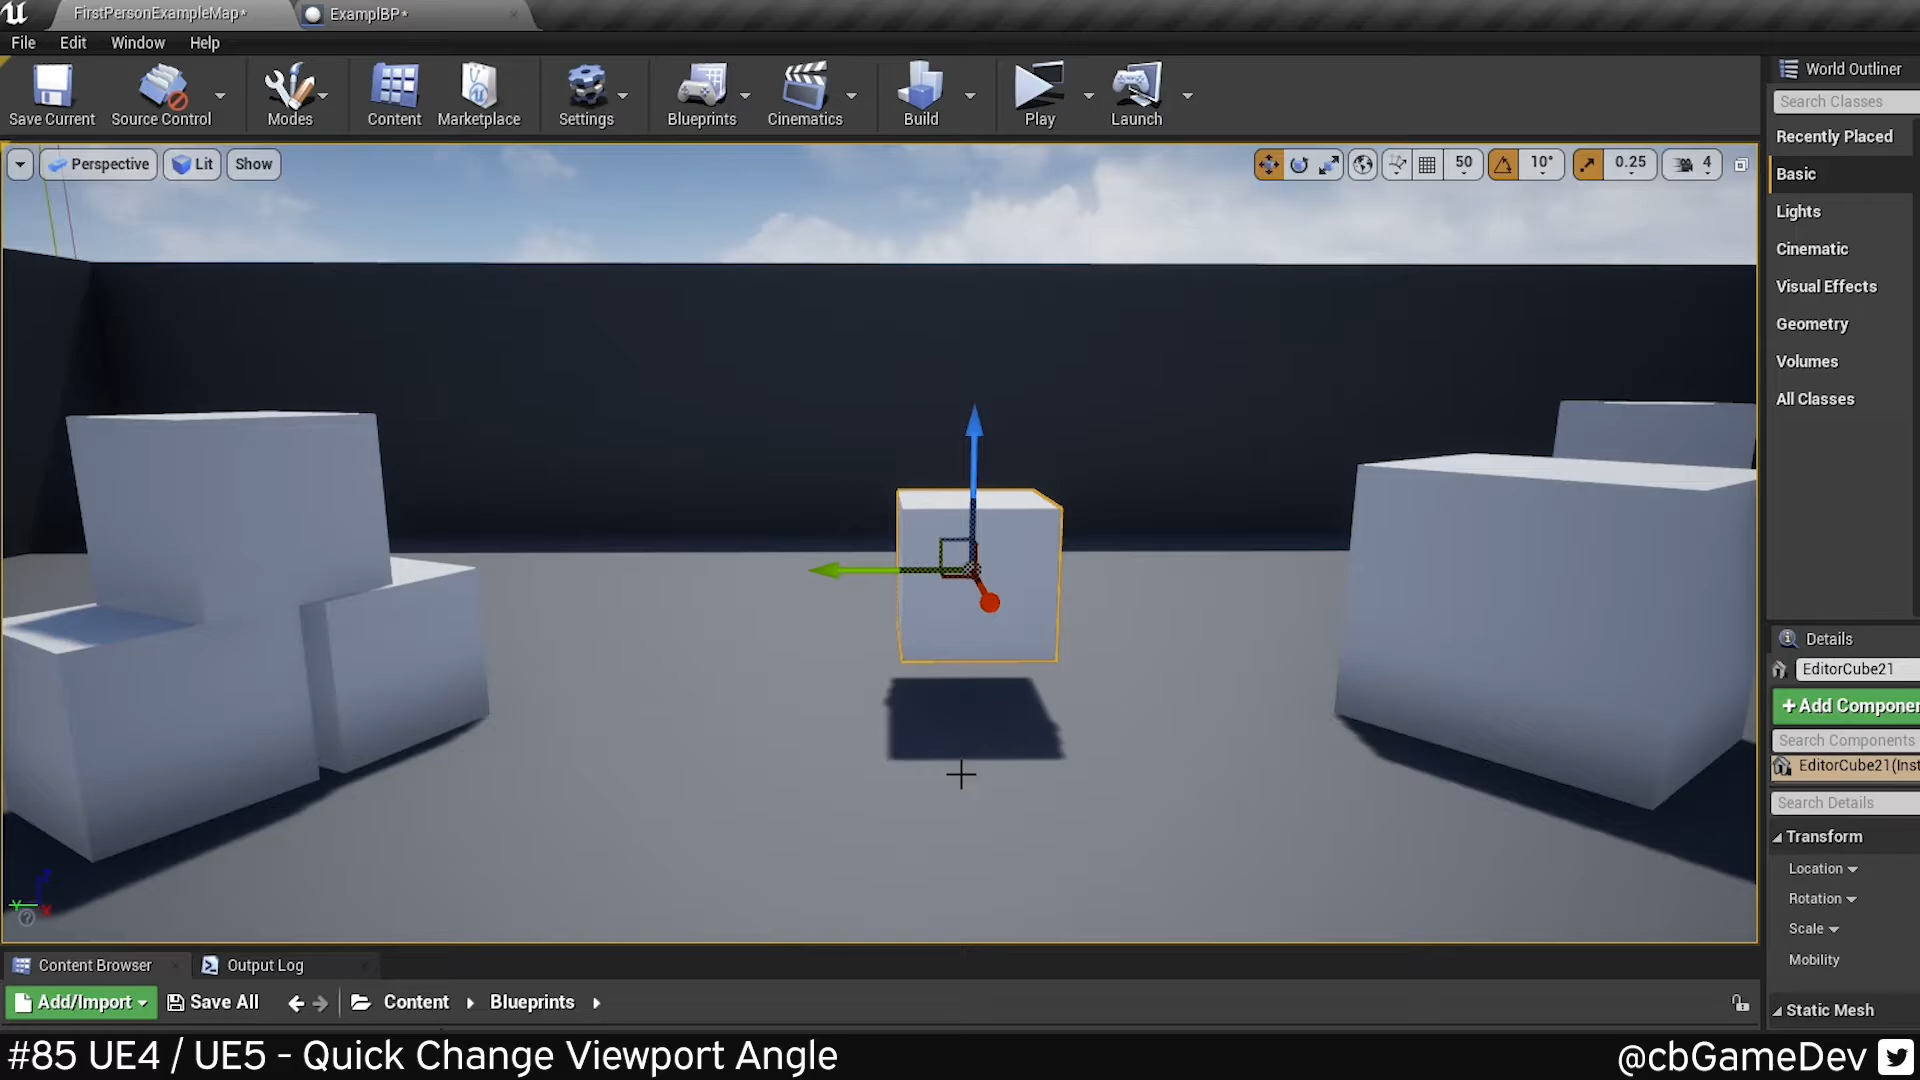 FirstPersonExampleMap*
ExamplBP*
File Edit Window Help
Save Current Source Control Modes Content Marketplace Settings Blueprints Cinematics Build Play Launch
Perspective Lit Show
50 10° 0.25 4
World Outliner
Search Classes
Recently Placed
Basic
Lights
Cinematic
Visual Effects
Geometry
Volumes
All Classes
Details
EditorCube21
+Add Componen
Search Components
EditorCube21(Inst
Search Details
Transform
Location
Rotation
Scale
Mobility
Static Mesh
Content Browser Output Log
Add/Import Save All Content Blueprints
#85 UE4 / UE5 - Quick Change Viewport Angle
@cbGameDev